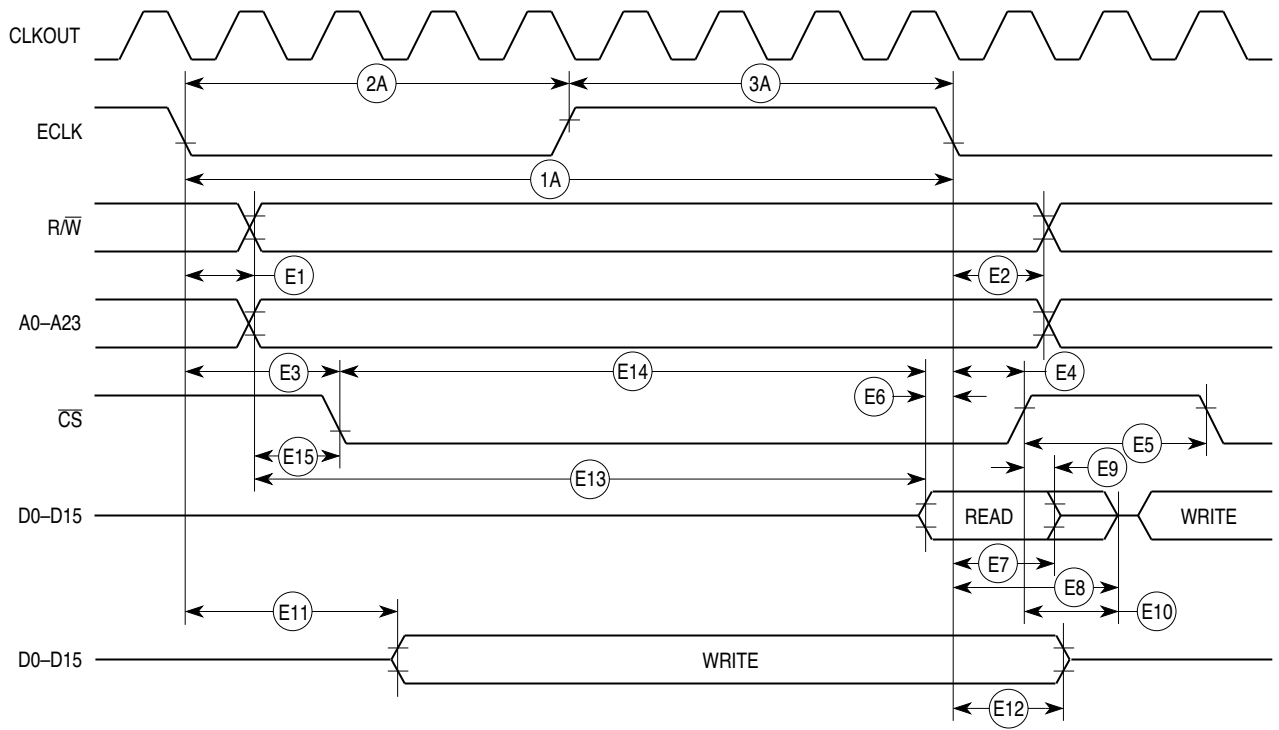 CLKOUT
2A
3A
ECLK
1A
R/W̅
E1
E2
A0–A23
E3
E14
E4
E6
C̅S̅
E15
E5
E9
E13
D0–D15
READ
WRITE
E7
E8
E11
E10
D0–D15
WRITE
E12